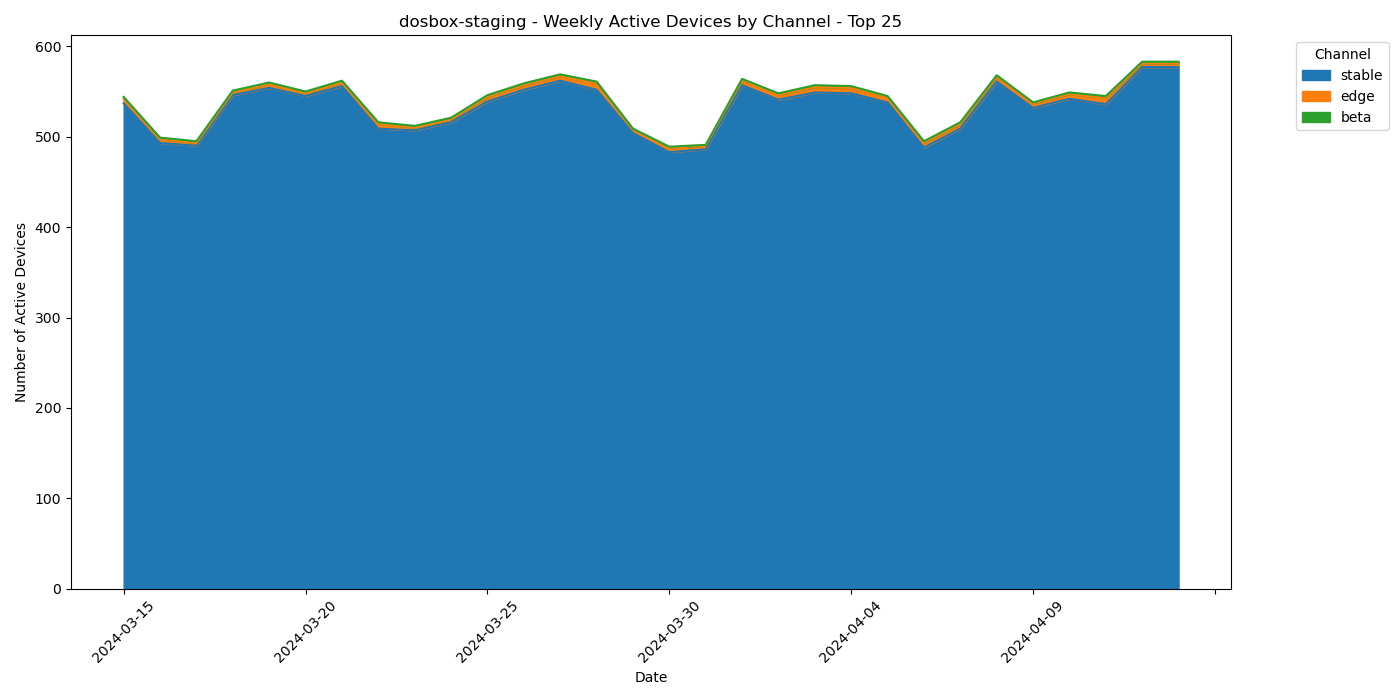 dosbox-staging - Weekly Active Devices by Channel - Top 25
Channel
stable
edge
beta
Number of Active Devices
600
500
400
300
200
100
0
2024-03-15
2024-03-20
2024-03-25
2024-03-30
2024-04-04
2024-04-09
Date